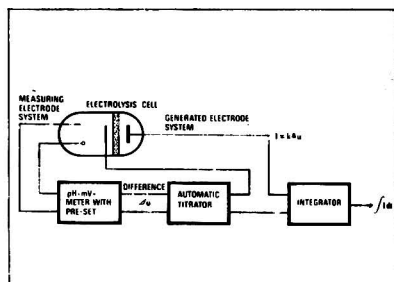 MEASURING
ELECTRODE
SYSTEM
ELECTROLYSIS CELL
GENERATED ELECTRODE
SYSTEM
I = kΔu
pH-mV-
METER WITH
PRE-SET
DIFFERENCE
Δu
AUTOMATIC
TITRATOR
INTEGRATOR